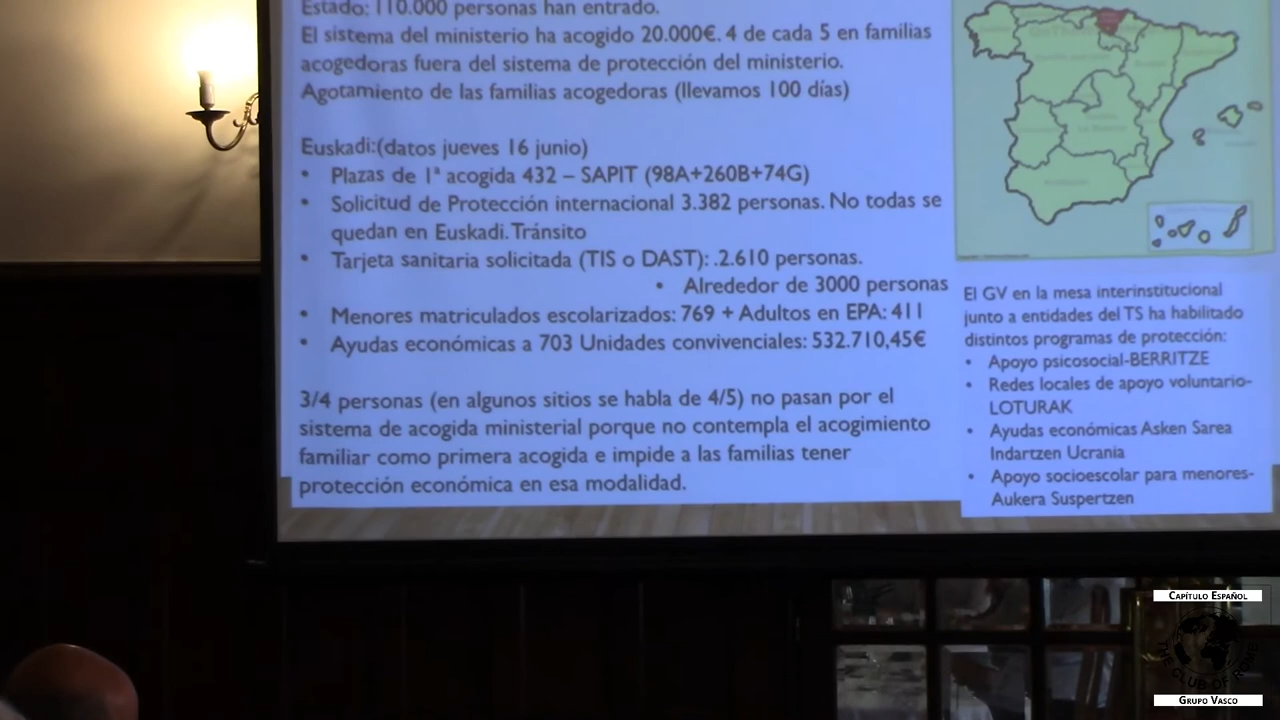 Estado: 110.000 personas han entrado.
El sistema del ministerio ha acogido 20.000€. 4 de cada 5 en familias
acogedoras fuera del sistema de protección del ministerio.
Agotamiento de las familias acogedoras (llevamos 100 días)
Euskadi:(datos jueves 16 junio)
• Plazas de 1ª acogida 432 – SAPIT (98A+260B+74G)
• Solicitud de Protección internacional 3.382 personas. No todas se
quedan en Euskadi. Tránsito
• Tarjeta sanitaria solicitada (TIS o DAST): .2.610 personas.
• Alrededor de 3000 personas
• Menores matriculados escolarizados: 769 + Adultos en EPA: 411
• Ayudas económicas a 703 Unidades convivenciales: 532.710,45€
3/4 personas (en algunos sitios se habla de 4/5) no pasan por el
sistema de acogida ministerial porque no contempla el acogimiento
familiar como primera acogida e impide a las familias tener
protección económica en esa modalidad.
El GV en la mesa interinstitucional
junto a entidades del TS ha habilitado
distintos programas de protección:
• Apoyo psicosocial-BERRITZE
• Redes locales de apoyo voluntario-
LOTURAK
• Ayudas económicas Asken Sarea
Indartzen Ucrania
• Apoyo socioescolar para menores-
Aukera Suspertzen
Capítulo Español
THE CLUB OF ROME
Grupo Vasco